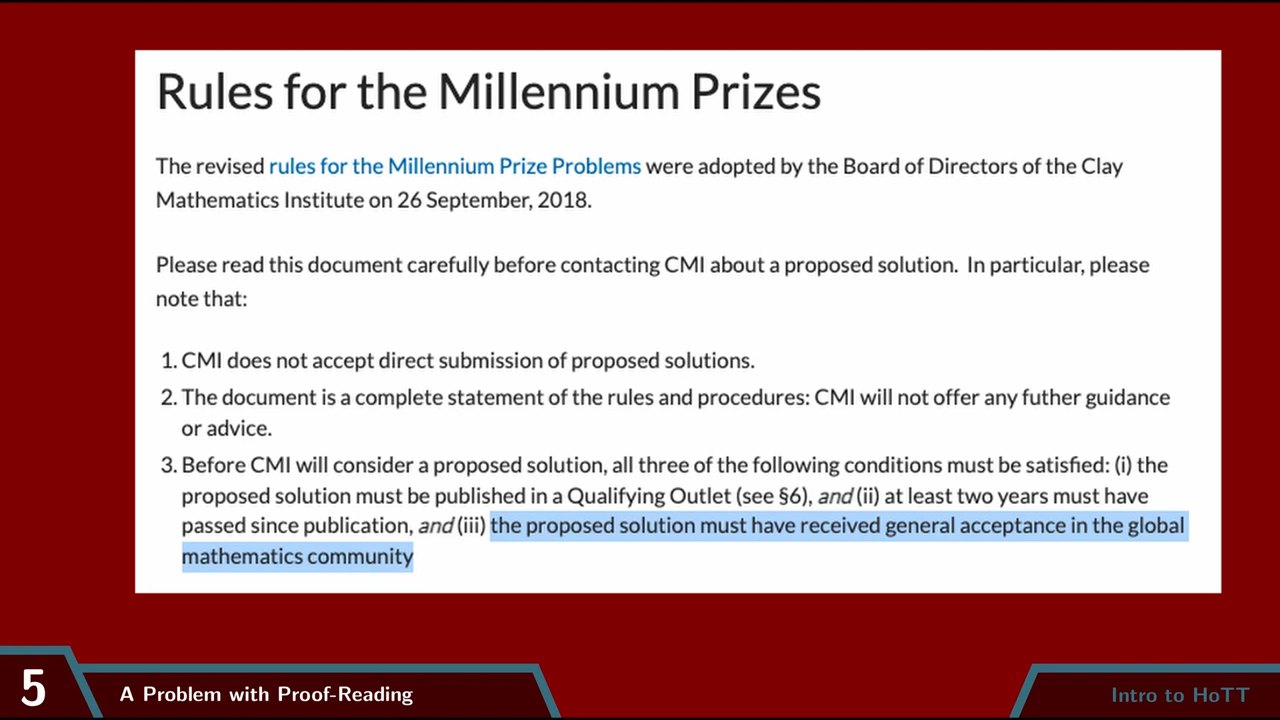 Rules for the Millennium Prizes
The revised rules for the Millennium Prize Problems were adopted by the Board of Directors of the Clay
Mathematics Institute on 26 September, 2018.
Please read this document carefully before contacting CMI about a proposed solution. In particular, please
note that:
1. CMI does not accept direct submission of proposed solutions.
2. The document is a complete statement of the rules and procedures: CMI will not offer any futher guidance
or advice.
3. Before CMI will consider a proposed solution, all three of the following conditions must be satisfied: (i) the
proposed solution must be published in a Qualifying Outlet (see §6), and (ii) at least two years must have
passed since publication, and (iii) the proposed solution must have received general acceptance in the global
mathematics community
5 A Problem with Proof-Reading
Intro to HoTT